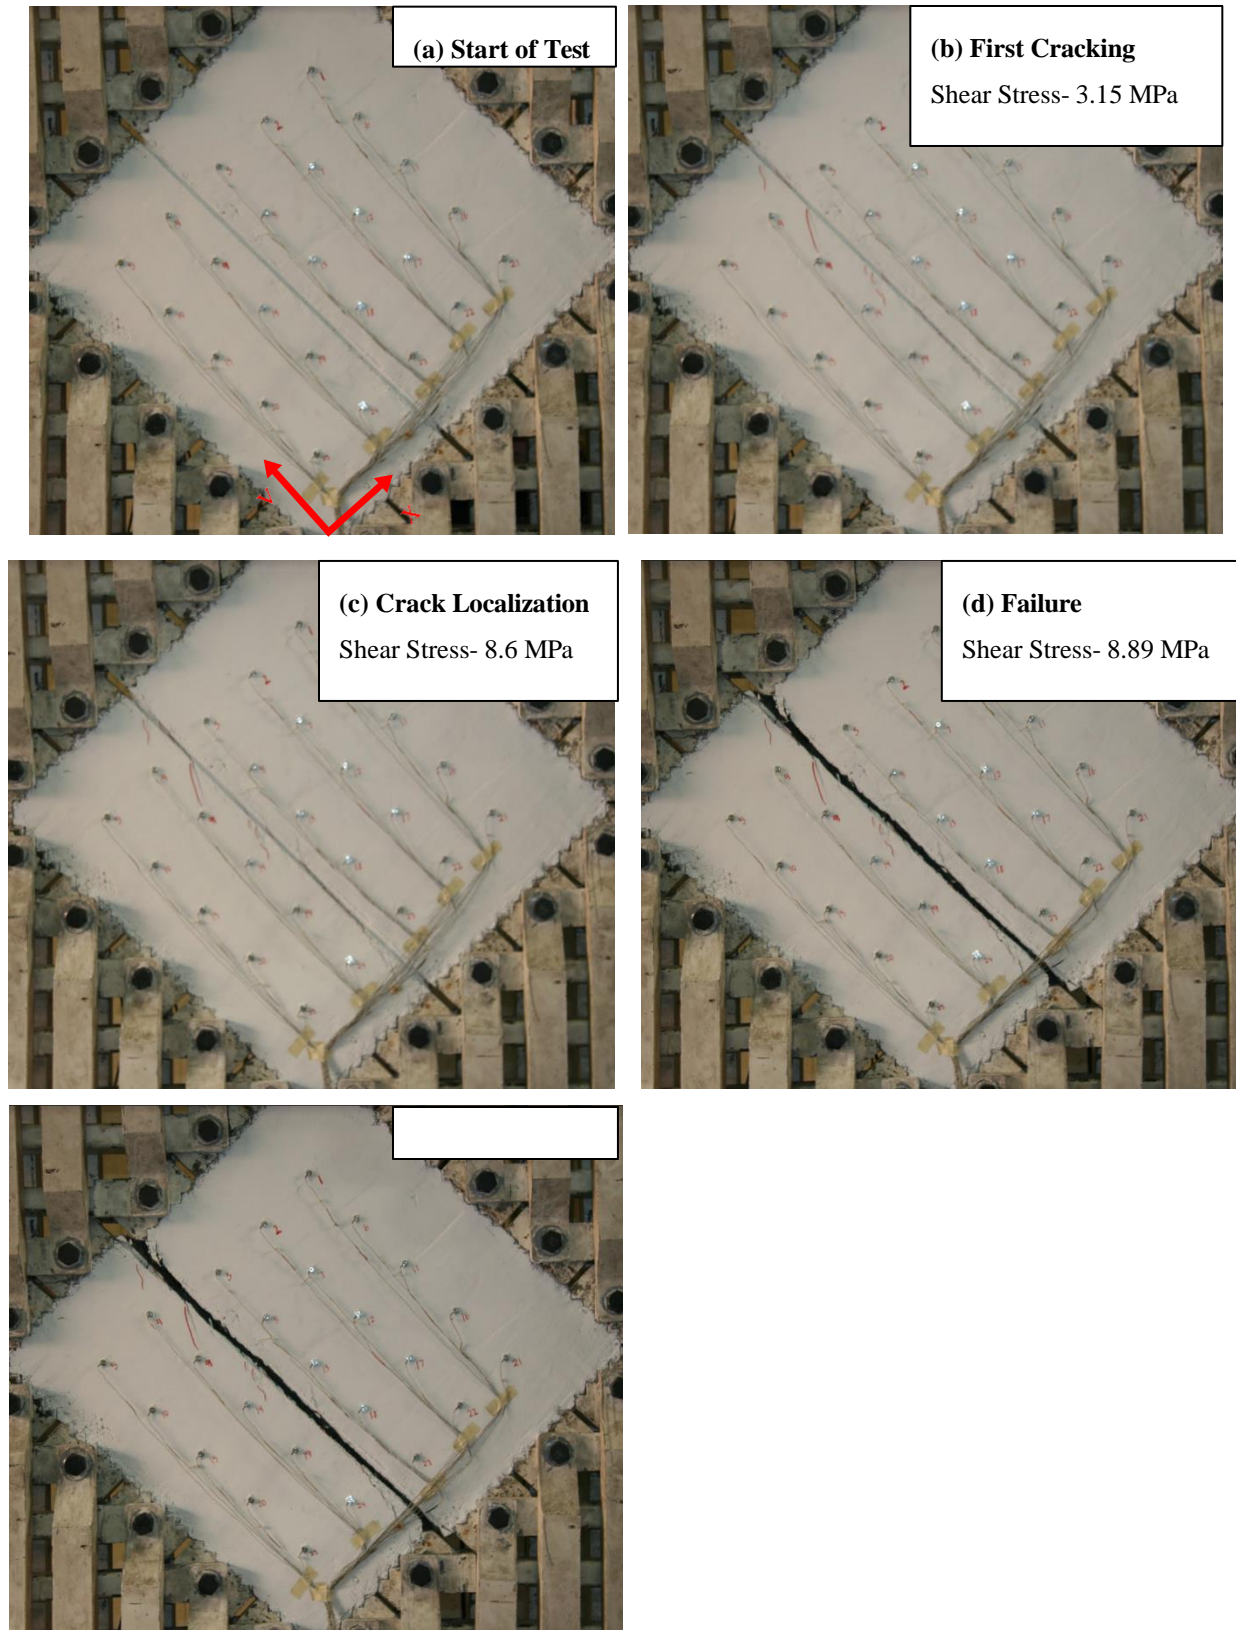 (a) Start of Test
(b) First Cracking
Shear Stress- 3.15 MPa
Y
X
(c) Crack Localization
Shear Stress- 8.6 MPa
(d) Failure
Shear Stress- 8.89 MPa